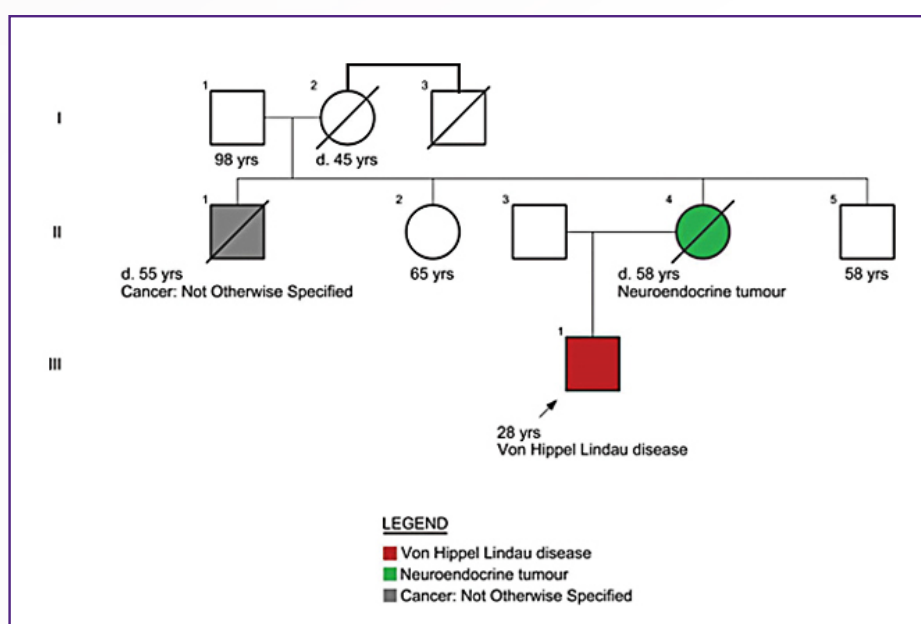 1
2
3
I
98 yrs
d. 45 yrs
1
2
3
4
5
II
d. 55 yrs
Cancer: Not Otherwise Specified
65 yrs
d. 58 yrs
Neuroendocrine tumour
58 yrs
1
III
28 yrs
Von Hippel Lindau disease
LEGEND
Von Hippel Lindau disease
Neuroendocrine tumour
Cancer: Not Otherwise Specified